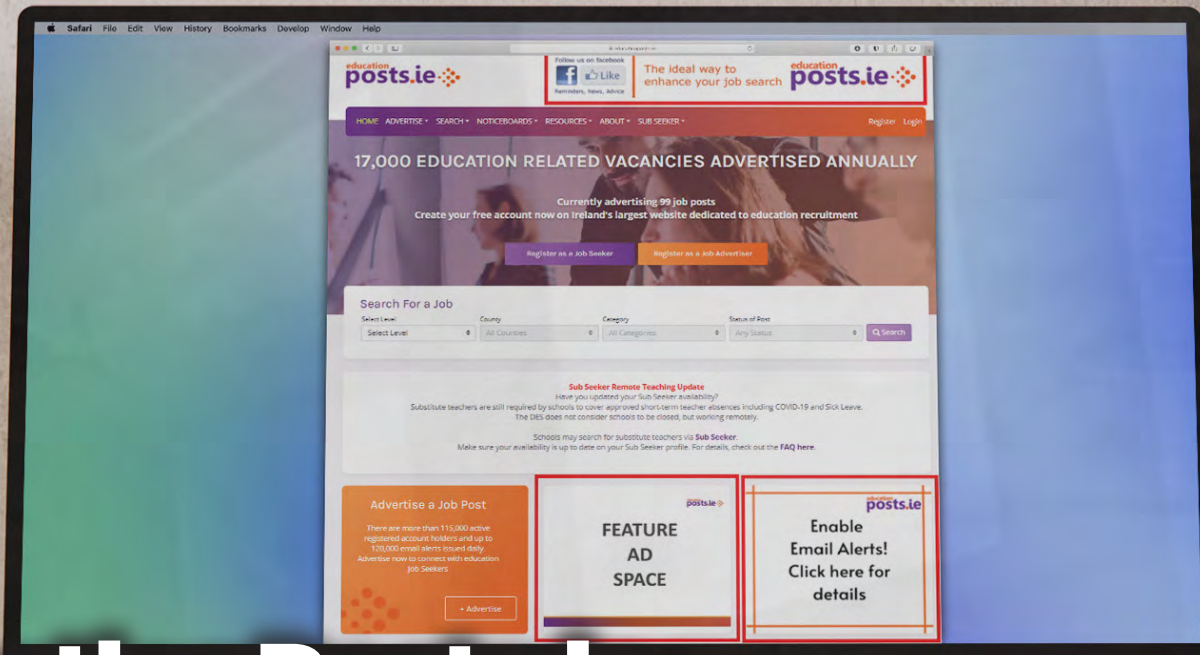 Safari File Edit View History Bookmarks Develop Window Help
education
posts.ie
Follow us on facebook
f Like
Reminders, News, Advice
The ideal way to
enhance your job search
education
posts.ie
HOME ADVERTISE SEARCH NOTICEBOARDS RESOURCES ABOUT SUB SEEKER Register Login
17,000 EDUCATION RELATED VACANCIES ADVERTISED ANNUALLY
Currently advertising 99 job posts
Create your free account now on Ireland's largest website dedicated to education recruitment
Register as a Job Seeker Register as a Job Advertiser
Search For a Job
Select Level County Category Status of Post
Select Level All Counties All Categories Any Status Search
Sub Seeker Remote Teaching Update
Have you updated your Sub Seeker availability?
Substitute teachers are still required by schools to cover approved short-term teacher absences including COVID-19 and Sick Leave.
The DES does not consider schools to be closed, but working remotely.
Schools may search for substitute teachers via Sub Seeker.
Make sure your availability is up to date on your Sub Seeker profile. For details, check out the FAQ here.
Advertise a Job Post
There are more than 115,000 active
registered account holders and up to
120,000 email alerts issued daily.
Advertise now to connect with education
Job Seekers
+ Advertise
posts.ie
FEATURE
AD
SPACE
education
posts.ie
Enable
Email Alerts!
Click here for
details